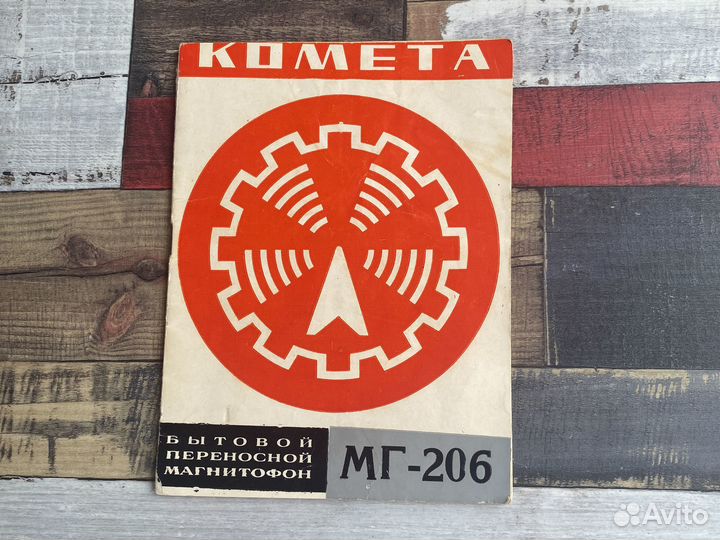 КОМЕТА
БЫТОВОЙ
ПЕРЕНОСНОЙ
МАГНИТОФОН
МГ-206
Avito